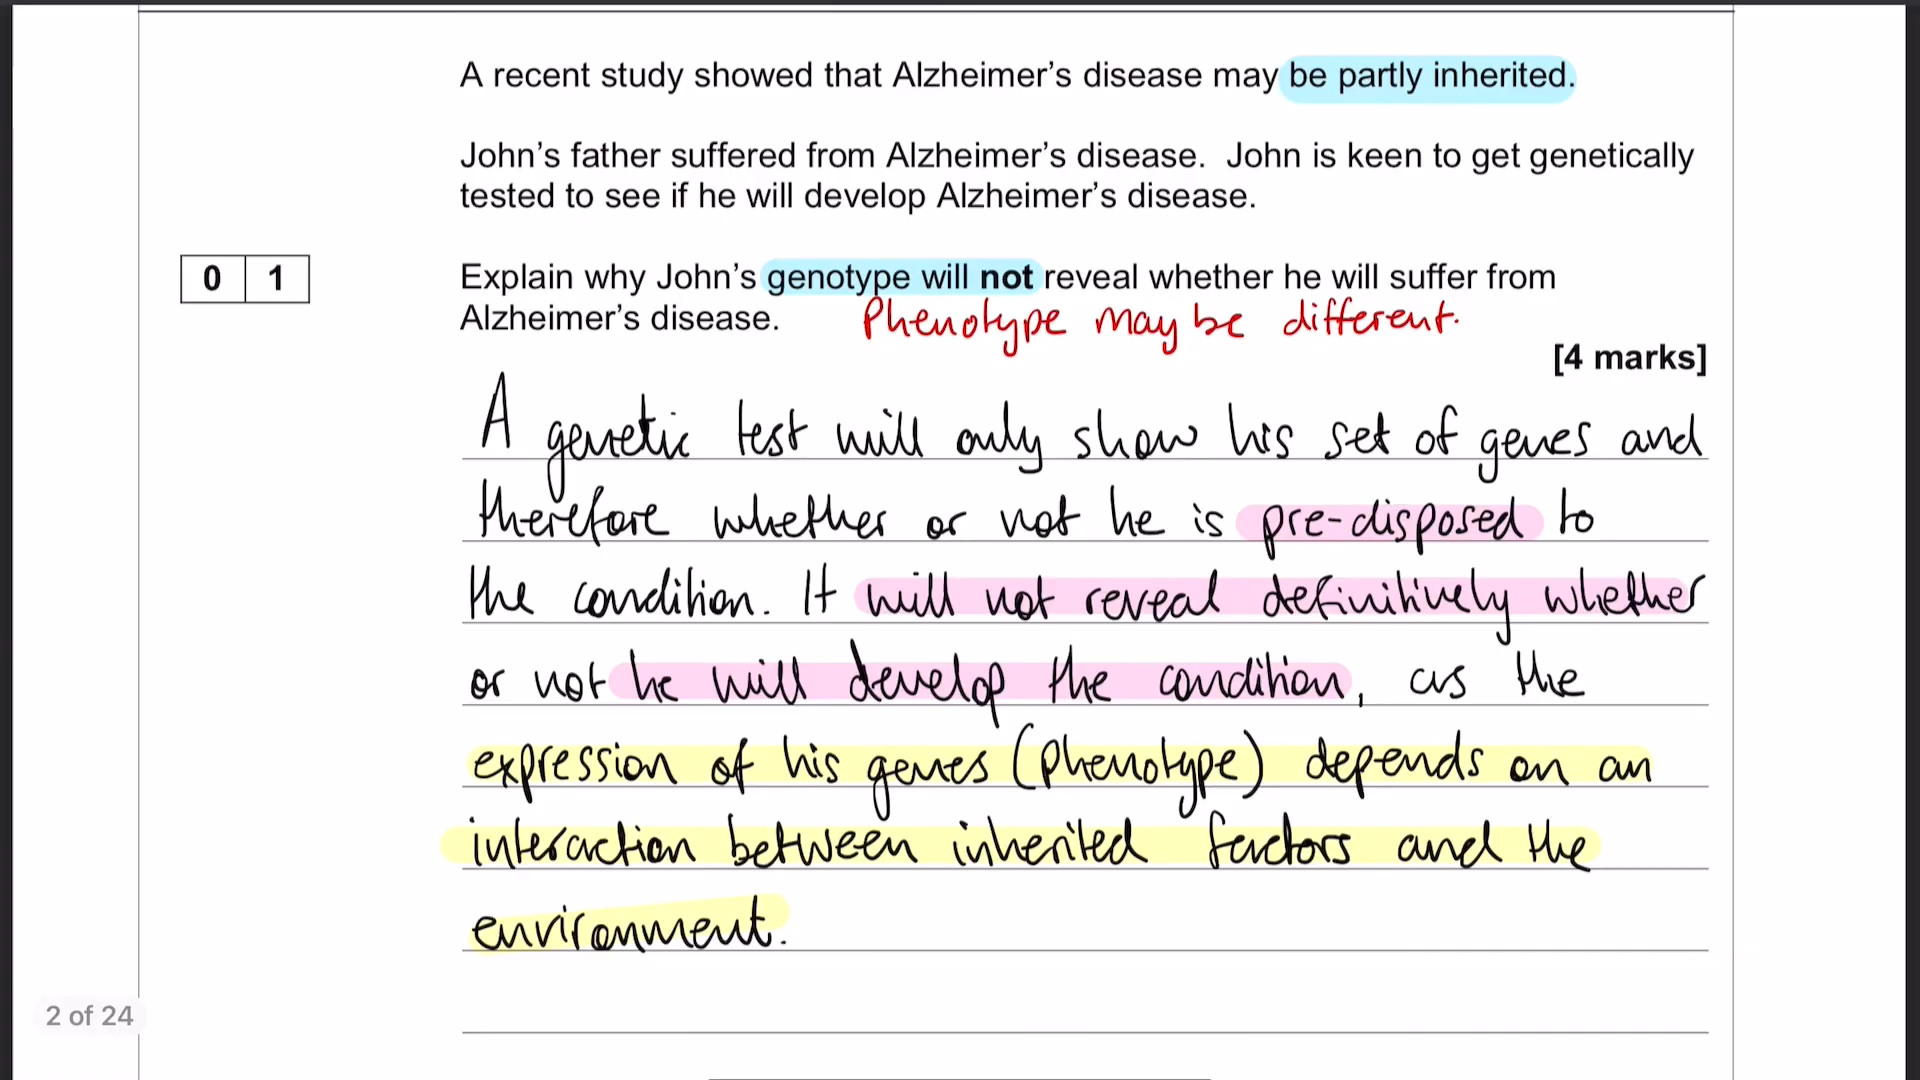 A recent study showed that Alzheimer's disease may be partly inherited.
John's father suffered from Alzheimer's disease. John is keen to get genetically
tested to see if he will develop Alzheimer's disease.
0 1
Explain why John's genotype will not reveal whether he will suffer from
Alzheimer's disease.
Phenotype may be different.
[4 marks]
A genetic test will only show his set of genes and
therefore whether or not he is pre-disposed to
the condition. It will not reveal definitively whether
or not he will develop the condition, as the
expression of his genes (phenotype) depends on an
interaction between inherited factors and the
environment.
2 of 24